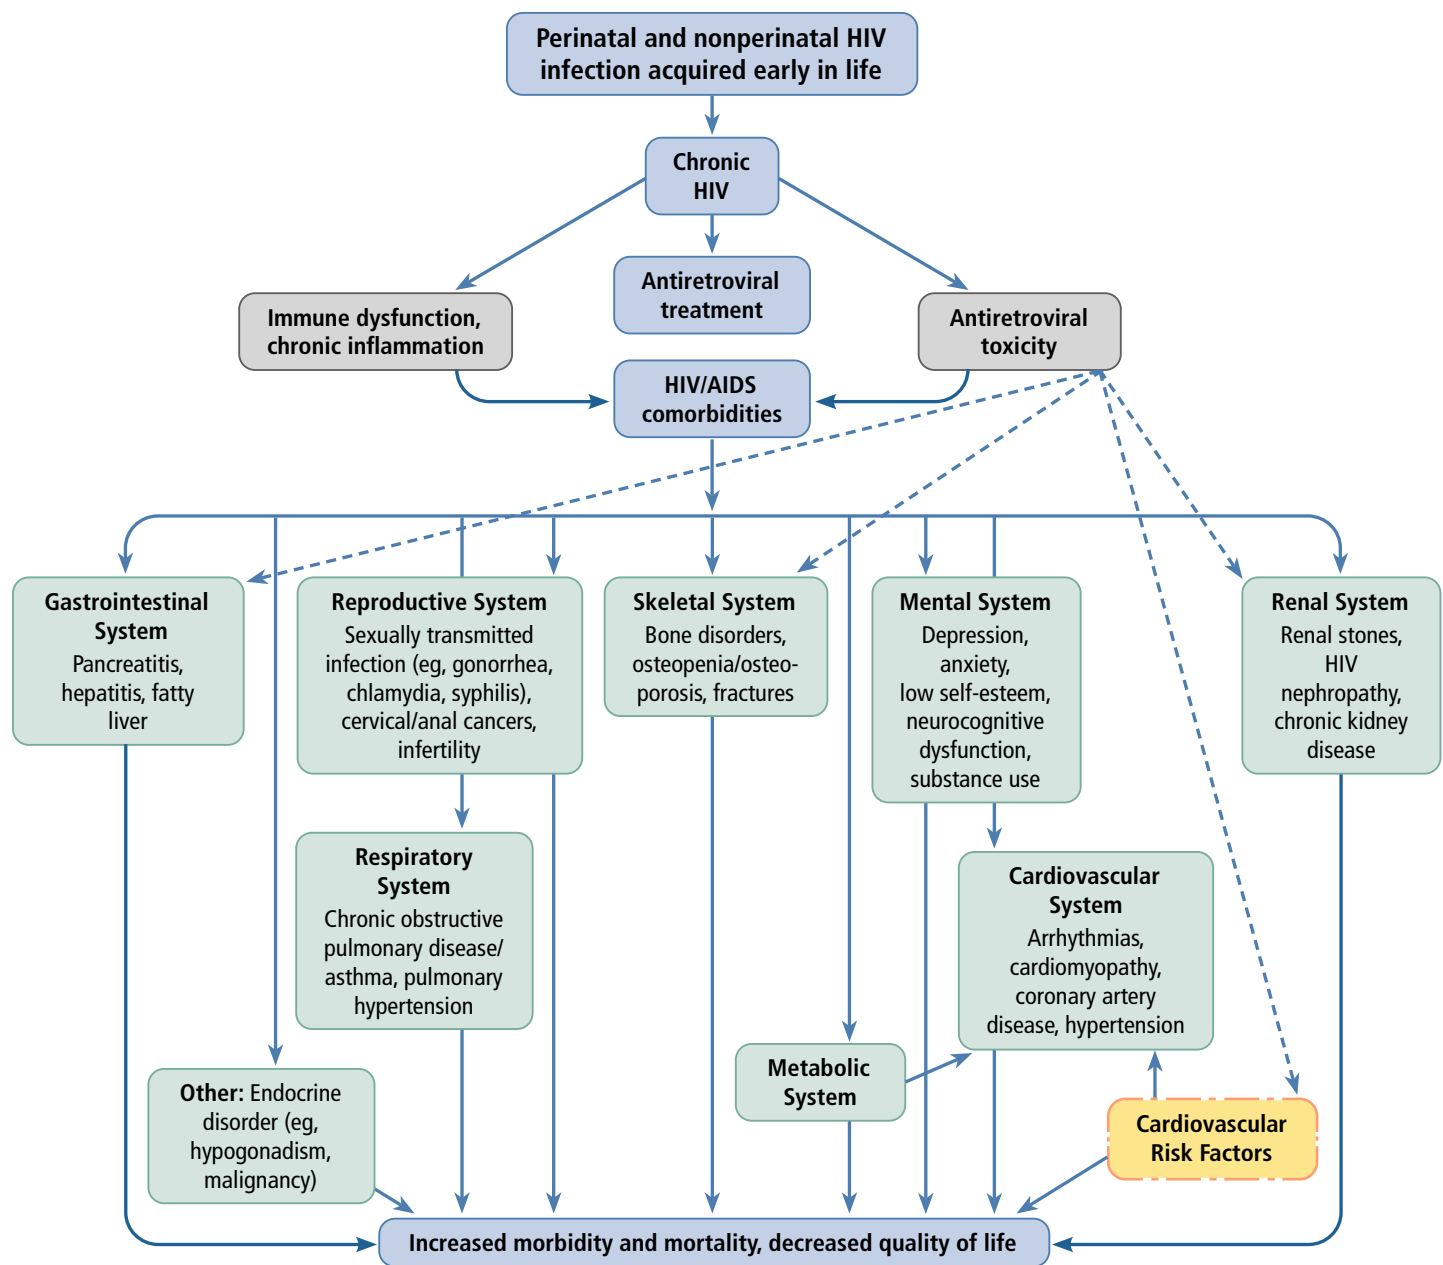 Perinatal and nonperinatal HIV
infection acquired early in life
Chronic
HIV
Antiretroviral
treatment
Immune dysfunction,
chronic inflammation
Antiretroviral
toxicity
HIV/AIDS
comorbidities
Gastrointestinal
System
Pancreatitis,
hepatitis, fatty
liver
Reproductive System
Sexually transmitted
infection (eg, gonorrhea,
chlamydia, syphilis),
cervical/anal cancers,
infertility
Skeletal System
Bone disorders,
osteopenia/osteo-
porosis, fractures
Mental System
Depression,
anxiety,
low self-esteem,
neurocognitive
dysfunction,
substance use
Renal System
Renal stones,
HIV
nephropathy,
chronic kidney
disease
Respiratory
System
Chronic obstructive
pulmonary disease/
asthma, pulmonary
hypertension
Cardiovascular
System
Arrhythmias,
cardiomyopathy,
coronary artery
disease, hypertension
Metabolic
System
Other: Endocrine
disorder (eg,
hypogonadism,
malignancy)
Cardiovascular
Risk Factors
Increased morbidity and mortality, decreased quality of life